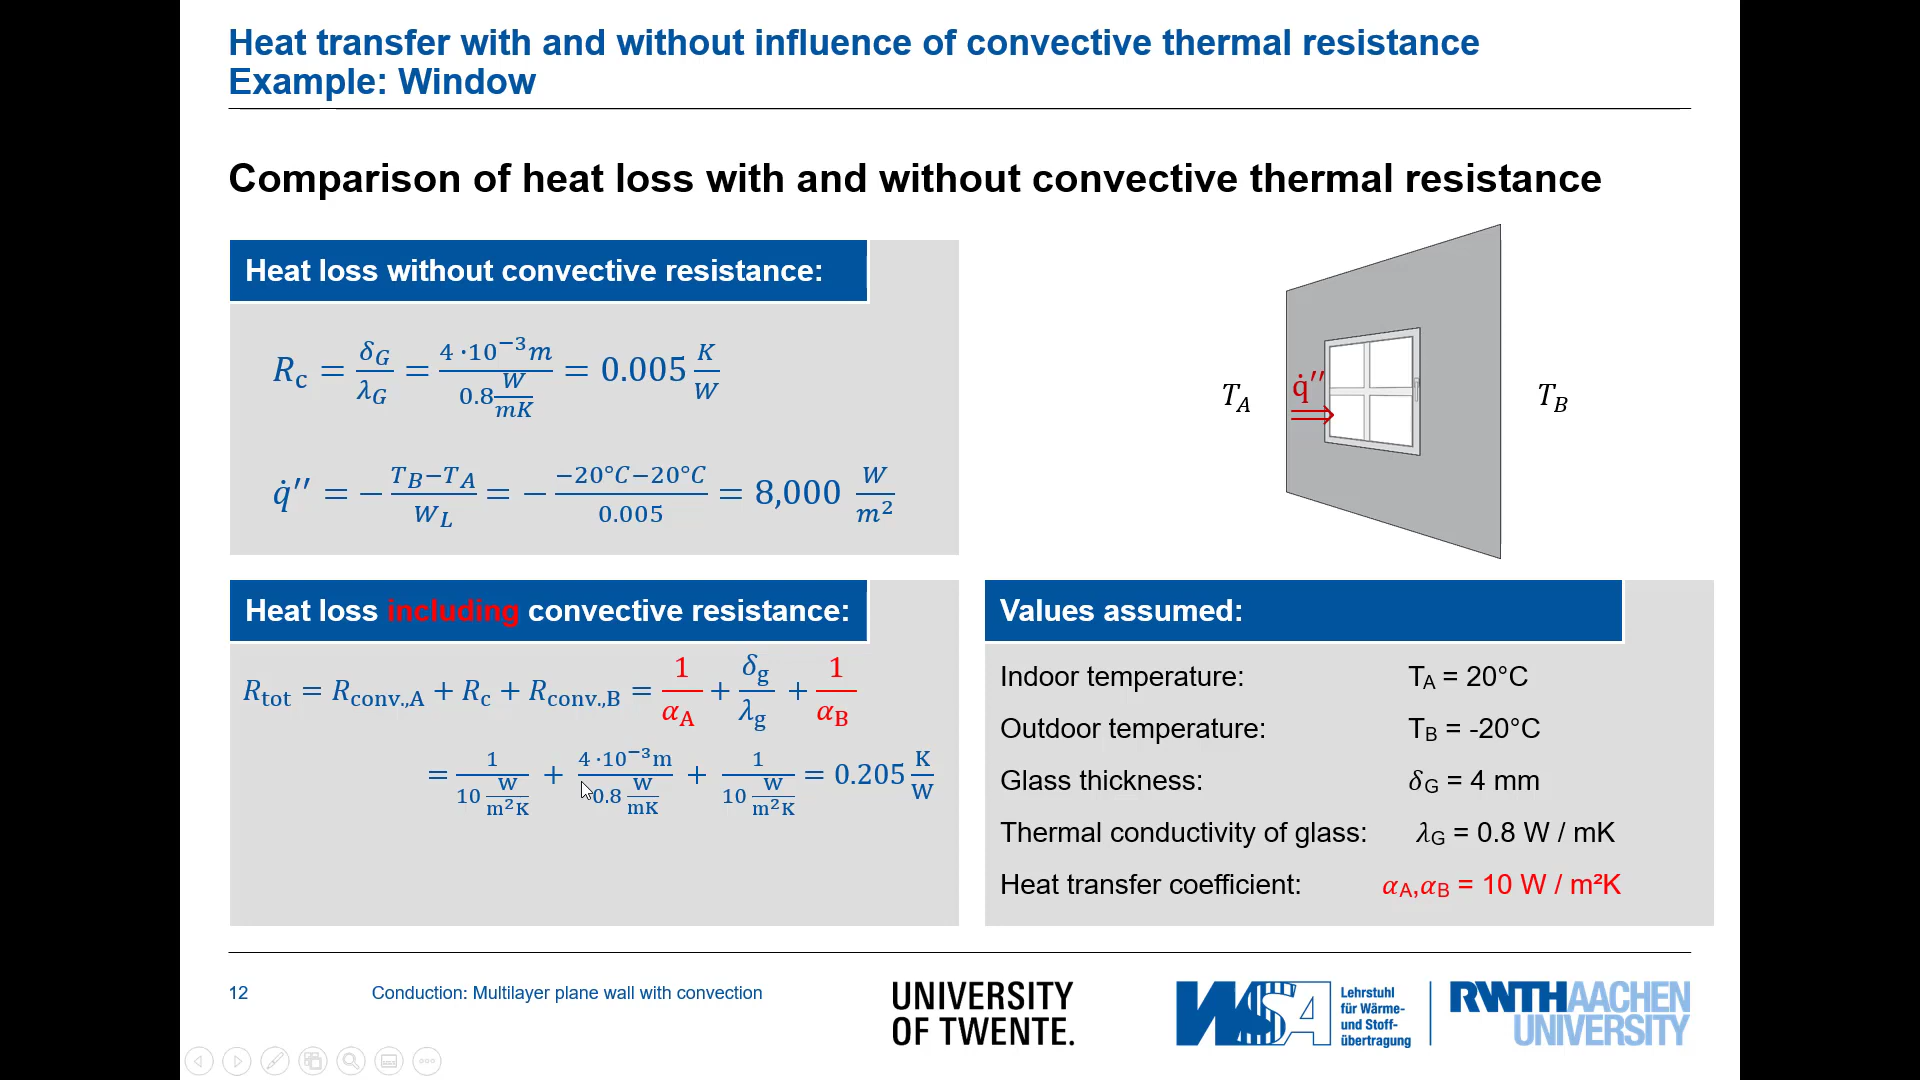 Heat transfer with and without influence of convective thermal resistance
Example: Window
Comparison of heat loss with and without convective thermal resistance
Heat loss without convective resistance:
R_c = δ_G/λ_G = 4 ·10⁻³m / 0.8 W/mK = 0.005 K/W
q̇′′ = − T_B−T_A / W_L = − −20°C−20°C / 0.005 = 8,000 W/m²
T_A
q̇′′
T_B
Heat loss including convective resistance:
R_tot = R_conv.,A + R_c + R_conv.,B = 1/α_A + δ_g/λ_g + 1/α_B
= 1 / 10 W/m²K + 4 ·10⁻³m / 0.8 W/mK + 1 / 10 W/m²K = 0.205 K/W
Values assumed:
Indoor temperature: T_A = 20°C
Outdoor temperature: T_B = -20°C
Glass thickness: δ_G = 4 mm
Thermal conductivity of glass: λ_G = 0.8 W / mK
Heat transfer coefficient: α_A,α_B = 10 W / m²K
12
Conduction: Multilayer plane wall with convection
UNIVERSITY
OF TWENTE.
WSA
Lehrstuhl
für Wärme-
und Stoff-
übertragung
RWTHAACHEN
UNIVERSITY